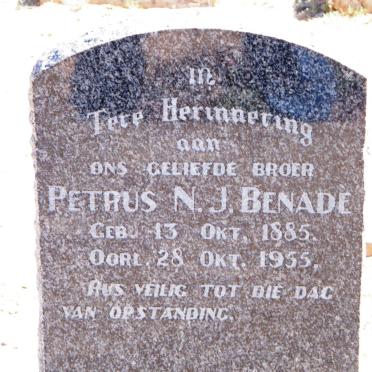 In
Tere Herinnering
aan
ONS GELIEFDE BROER
PETRUS N. J. BENADE
GEB. 13 OKT. 1885.
OORL. 28 OKT. 1955,
RUS VEILIG TOT DIE DAG
VAN OPSTANDING.